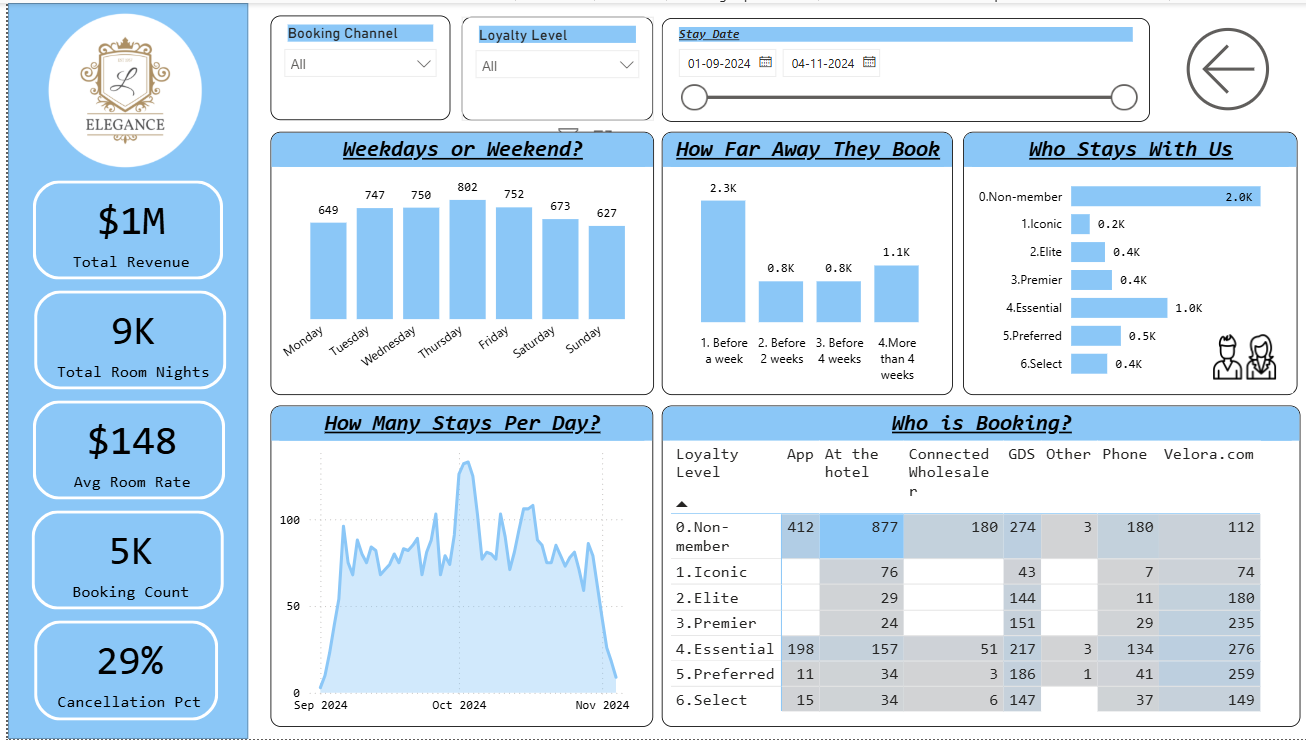 ELEGANCE
$1M
Total Revenue
9K
Total Room Nights
$148
Avg Room Rate
5K
Booking Count
29%
Cancellation Pct
Booking Channel
All
Loyalty Level
All
Stay Date
01-09-2024 04-11-2024
Weekdays or Weekend?
649 747 750 802 752 673 627
Monday Tuesday Wednesday Thursday Friday Saturday Sunday
How Far Away They Book
2.3K 0.8K 0.8K 1.1K
1. Before
a week
2. Before
2 weeks
3. Before
4 weeks
4.More
than 4
weeks
Who Stays With Us
0.Non-member 2.0K
1.Iconic 0.2K
2.Elite 0.4K
3.Premier 0.4K
4.Essential 1.0K
5.Preferred 0.5K
6.Select 0.4K
How Many Stays Per Day?
100
50
0
Sep 2024 Oct 2024 Nov 2024
Who is Booking?
Loyalty App At the Connected GDS Other Phone Velora.com
Level hotel Wholesale
r
0.Non- 412 877 180 274 3 180 112
member
1.Iconic 76 43 7 74
2.Elite 29 144 11 180
3.Premier 24 151 29 235
4.Essential 198 157 51 217 3 134 276
5.Preferred 11 34 3 186 1 41 259
6.Select 15 34 6 147 37 149